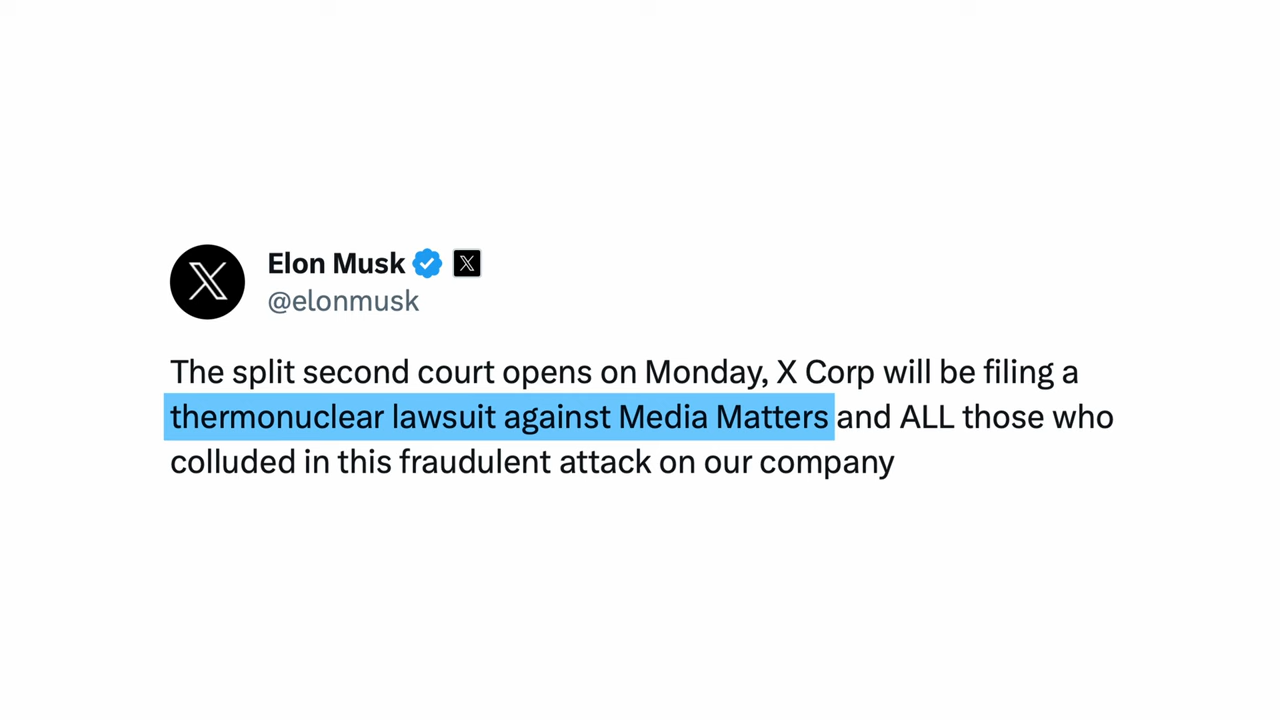 Elon Musk
@elonmusk
The split second court opens on Monday, X Corp will be filing a
thermonuclear lawsuit against Media Matters and ALL those who
colluded in this fraudulent attack on our company